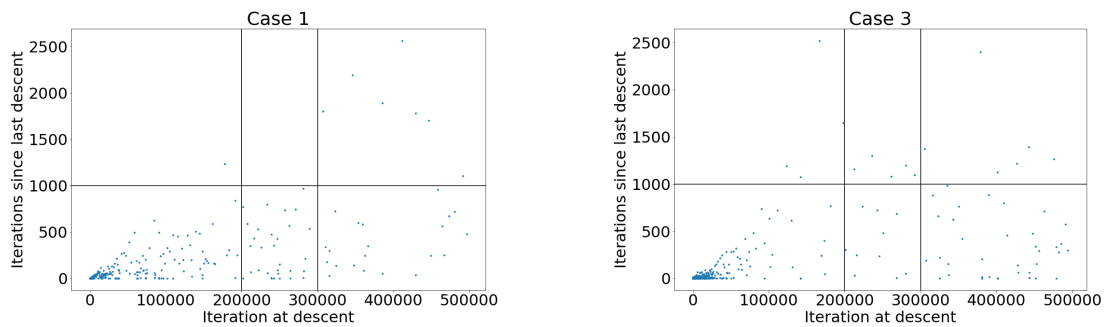 Case 1
Iterations since last descent
2500
2000
1500
1000
500
0
0 100000 200000 300000 400000 500000
Iteration at descent
Case 3
Iterations since last descent
2500
2000
1500
1000
500
0
0 100000 200000 300000 400000 500000
Iteration at descent